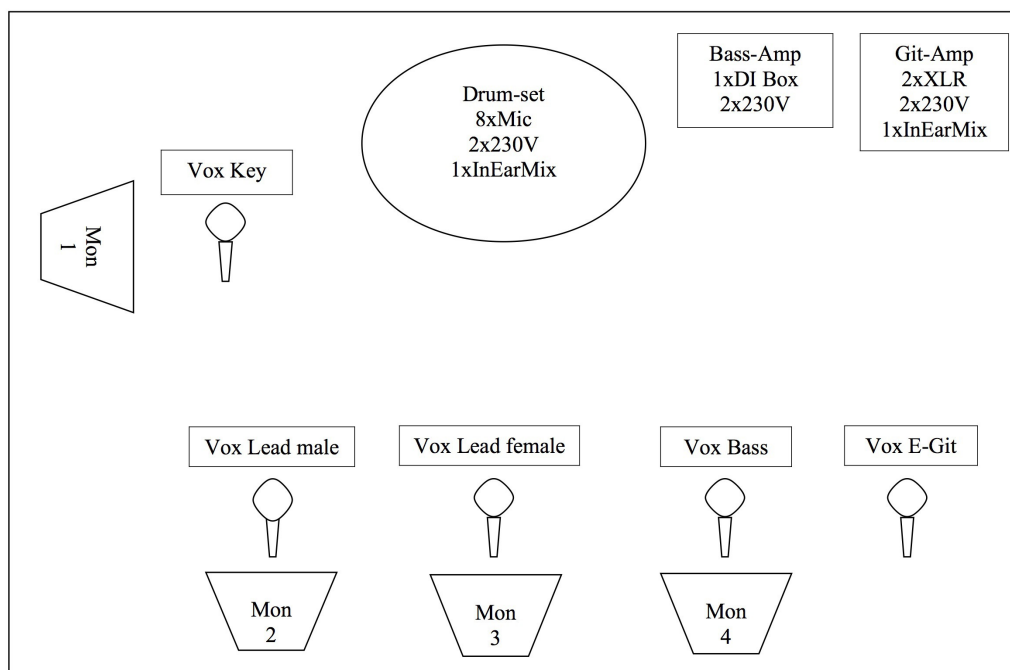 Bass-Amp
1xDI Box
2x230V
Git-Amp
2xXLR
2x230V
1xInEarMix
Drum-set
8xMic
2x230V
1xInEarMix
Vox Key
Mon
1
Vox Lead male
Vox Lead female
Vox Bass
Vox E-Git
Mon
2
Mon
3
Mon
4